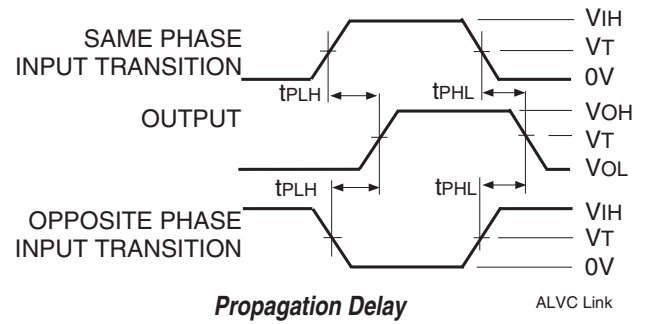 SAME PHASE
INPUT TRANSITION
VIH
VT
0V
tPLH
tPHL
OUTPUT
VOH
VT
VOL
tPLH
tPHL
OPPOSITE PHASE
INPUT TRANSITION
VIH
VT
0V
Propagation Delay
ALVC Link